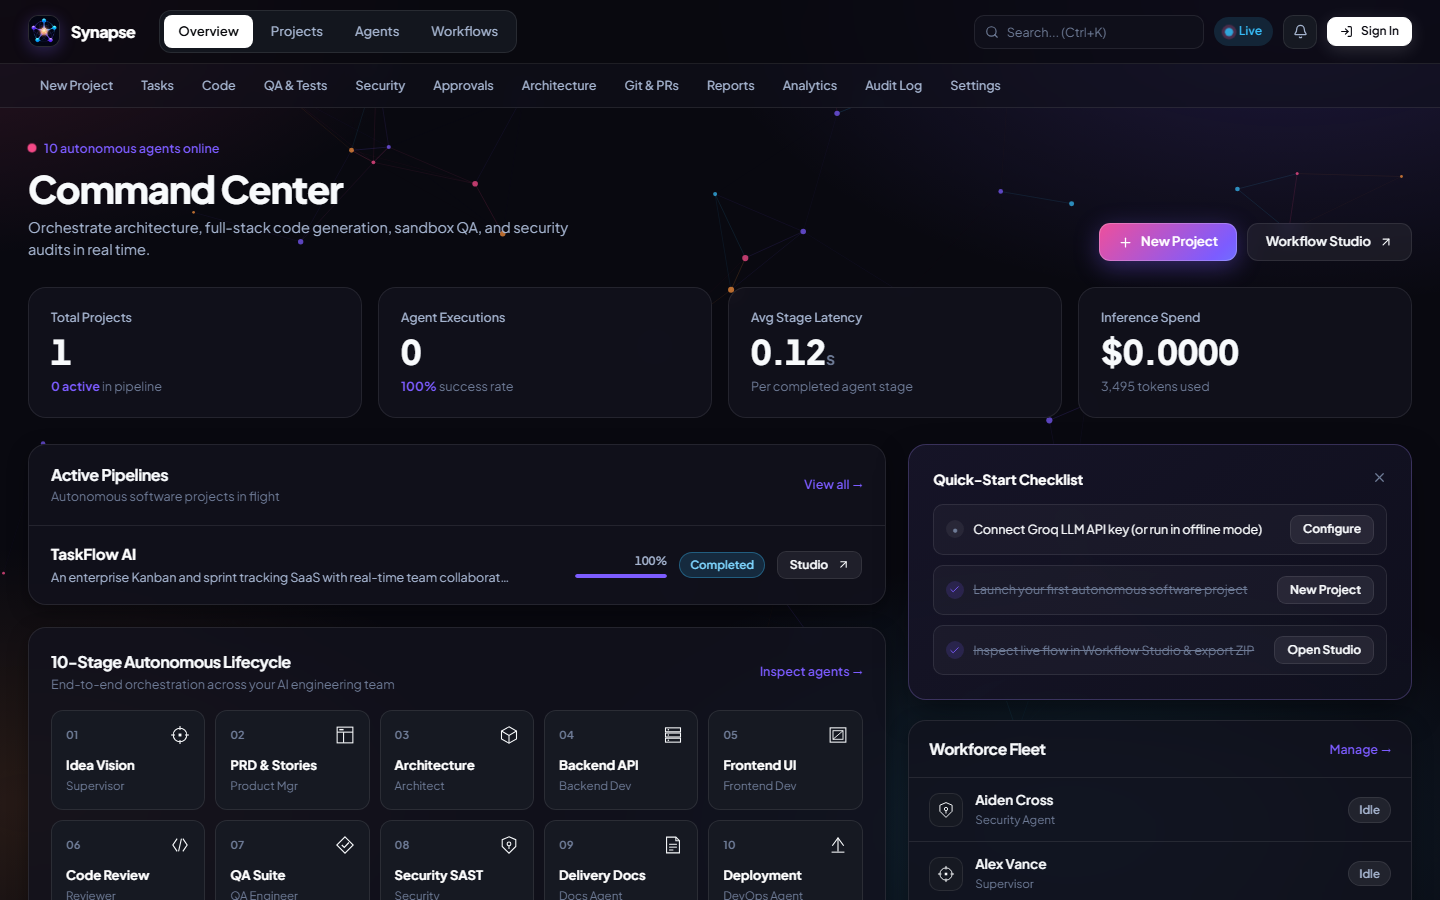 Synapse
Overview
Projects
Agents
Workflows
Search... (Ctrl+K)
Live
Sign In
New Project
Tasks
Code
QA & Tests
Security
Approvals
Architecture
Git & PRs
Reports
Analytics
Audit Log
Settings
10 autonomous agents online
Command Center
Orchestrate architecture, full-stack code generation, sandbox QA, and security
audits in real time.
+ New Project
Workflow Studio ↗
Total Projects
1
0 active in pipeline
Agent Executions
0
100% success rate
Avg Stage Latency
0.12s
Per completed agent stage
Inference Spend
$0.0000
3,495 tokens used
Active Pipelines
Autonomous software projects in flight
View all →
TaskFlow AI
An enterprise Kanban and sprint tracking SaaS with real-time team collaborat...
100%
Completed
Studio ↗
Quick-Start Checklist
Connect Groq LLM API key (or run in offline mode)
Configure
Launch your first autonomous software project
New Project
Inspect live flow in Workflow Studio & export ZIP
Open Studio
10-Stage Autonomous Lifecycle
End-to-end orchestration across your AI engineering team
Inspect agents →
01
Idea Vision
Supervisor
02
PRD & Stories
Product Mgr
03
Architecture
Architect
04
Backend API
Backend Dev
05
Frontend UI
Frontend Dev
06
Code Review
Reviewer
07
QA Suite
QA Engineer
08
Security SAST
Security
09
Delivery Docs
Docs Agent
10
Deployment
DevOps Agent
Workforce Fleet
Manage →
Aiden Cross
Security Agent
Idle
Alex Vance
Supervisor
Idle